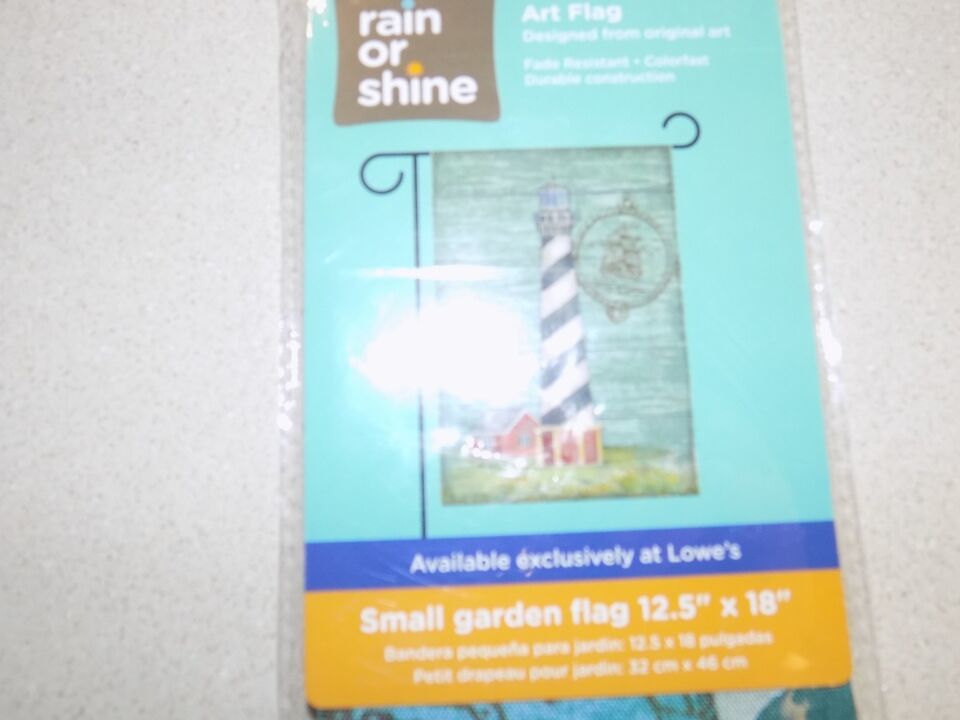 rain
or
shine
Art Flag
Designed from original art
Fade Resistant • Colorfast
Durable construction
Available exclusively at Lowe's
Small garden flag 12.5" x 18"
Bandera pequeña para jardín: 12.5 x 18 pulgadas
Petit drapeau pour jardin: 32 cm x 46 cm